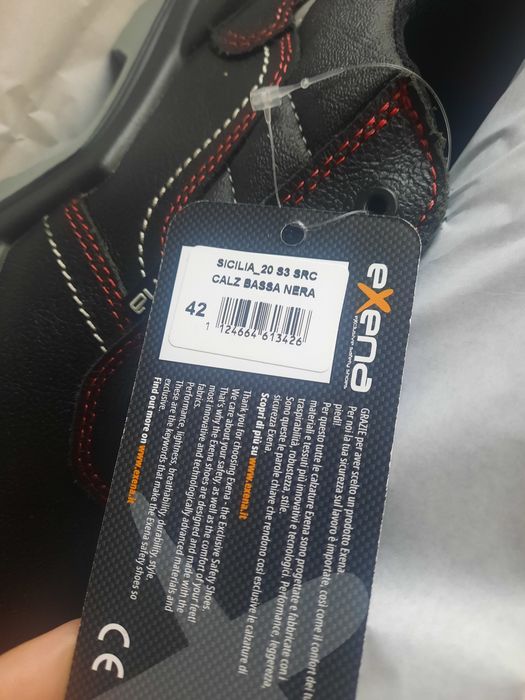 SICILIA_20 S3 SRC
CALZ BASSA NERA
42
1 124664 613426
exena
exclusive safety shoes
GRAZIE per aver scelto un prodotto Exena.
Per noi la tua sicurezza sul lavoro è importate, così come il comfort dei tuoi
piedi!
Per questo tutte le calzature Exena sono progettate e fabbricate con i
materiali e tessuti più innovativi e tecnologici. Performance, leggerezza,
traspirabilità, robustezza, stile.
Sono queste le parole chiave che rendono così esclusive le calzature di
sicurezza Exena.
Scopri di più su www.exena.it
Thank you for choosing Exena - the Exclusive Safety Shoes
We care about your safety, as well as the comfort of your feet!
That's why the Exena shoes are designed and made with the
most innovative and technologically advanced materials and
fabrics.
Performance, lightness, breathability, durability, style.
These are the keywords that make the Exena safety shoes so
exclusive.
Find out more on www.exena.it
CE